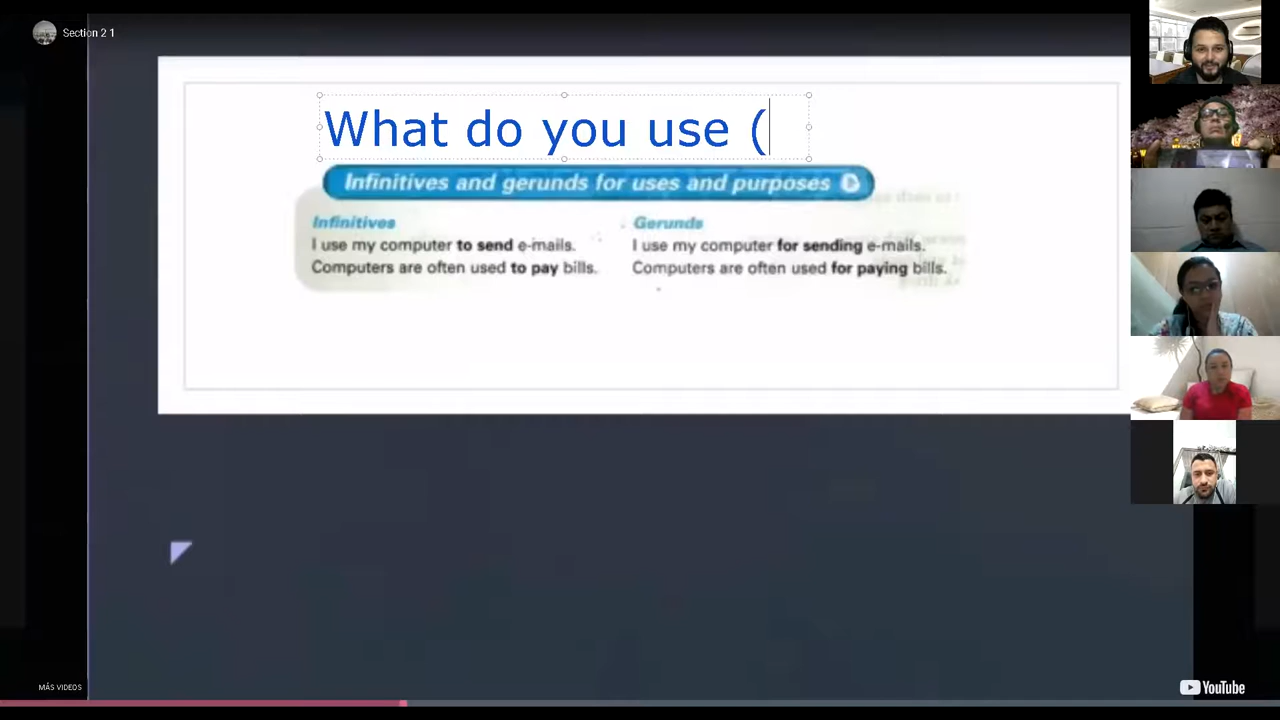 Section 2 1
What do you use (
Infinitives and gerunds for uses and purposes
Infinitives
I use my computer to send e-mails.
Computers are often used to pay bills.
Gerunds
I use my computer for sending e-mails.
Computers are often used for paying bills.
MÁS VIDEOS
YouTube